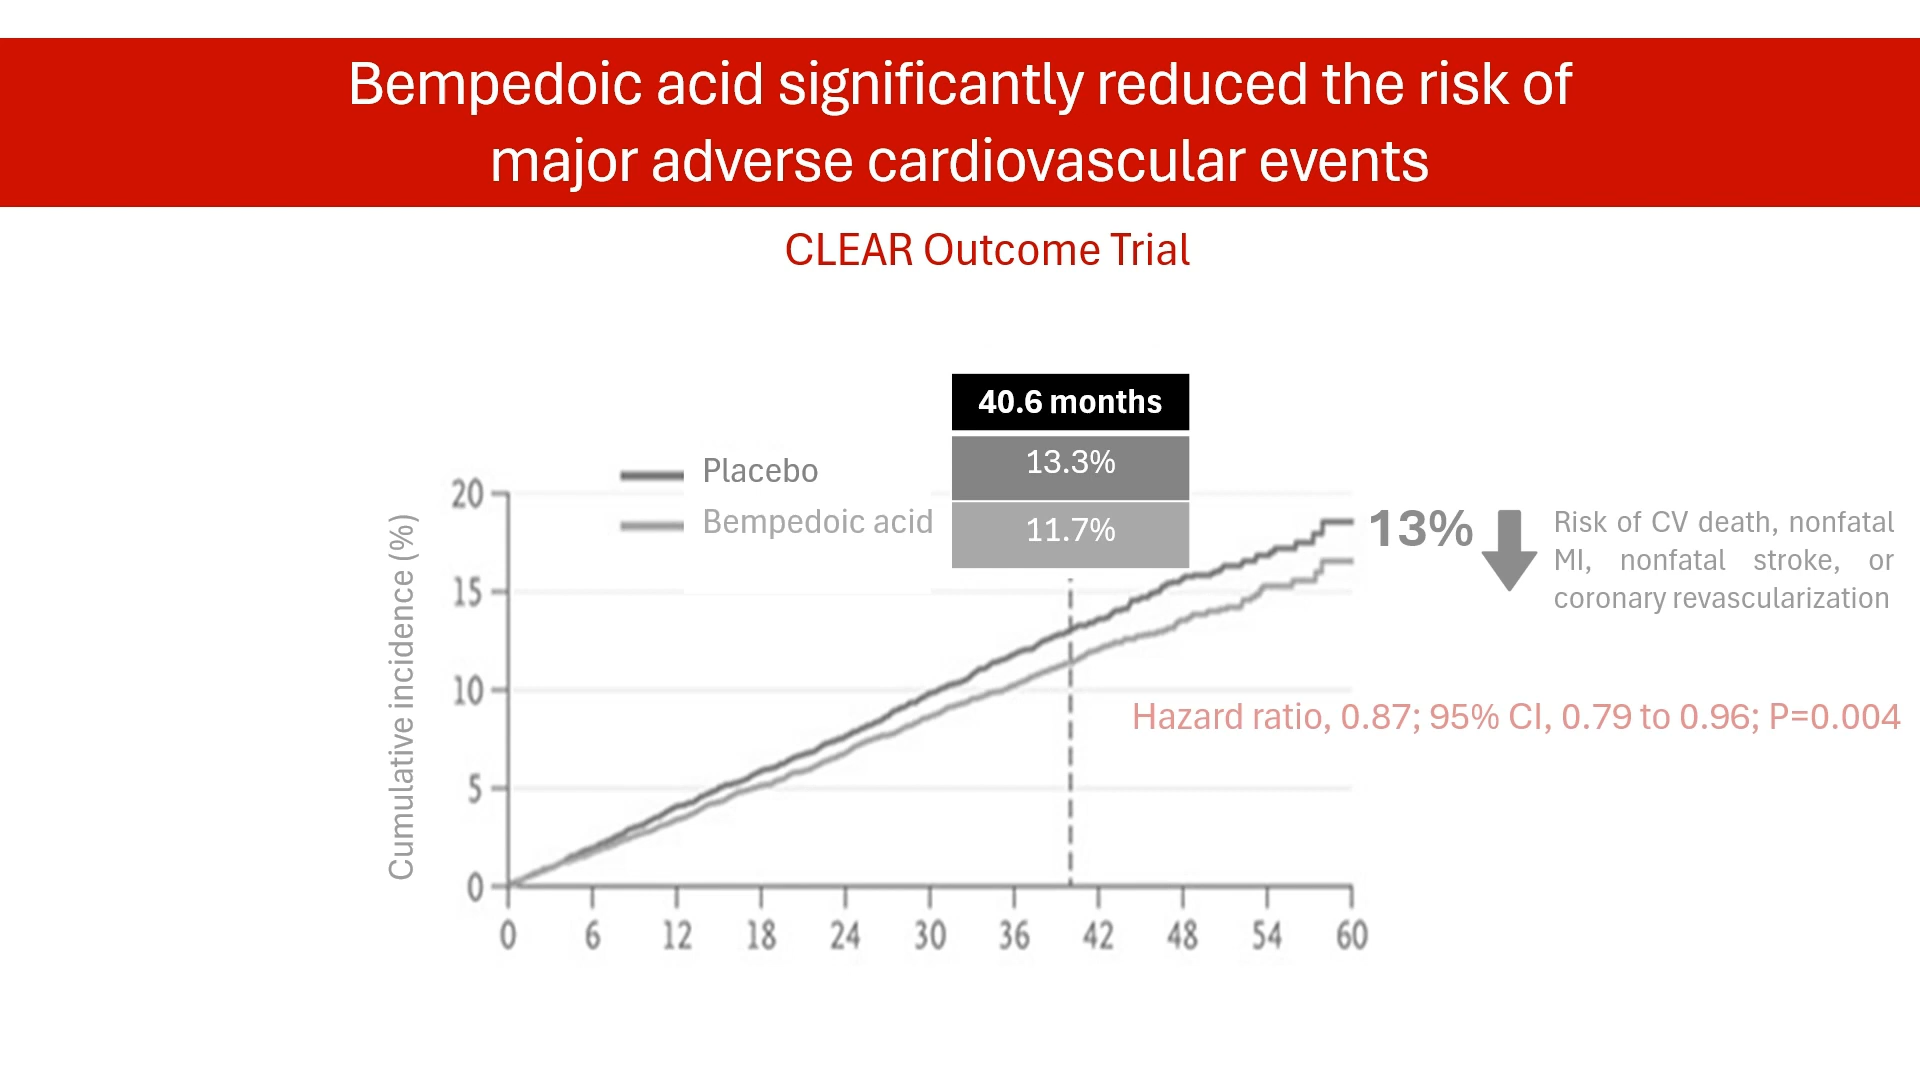 Bempedoic acid significantly reduced the risk of
major adverse cardiovascular events
CLEAR Outcome Trial
40.6 months
13.3%
11.7%
Placebo
Bempedoic acid
Cumulative incidence (%)
20
15
10
5
0
0 6 12 18 24 30 36 42 48 54 60
13%
Risk of CV death, nonfatal
MI, nonfatal stroke, or
coronary revascularization
Hazard ratio, 0.87; 95% CI, 0.79 to 0.96; P=0.004